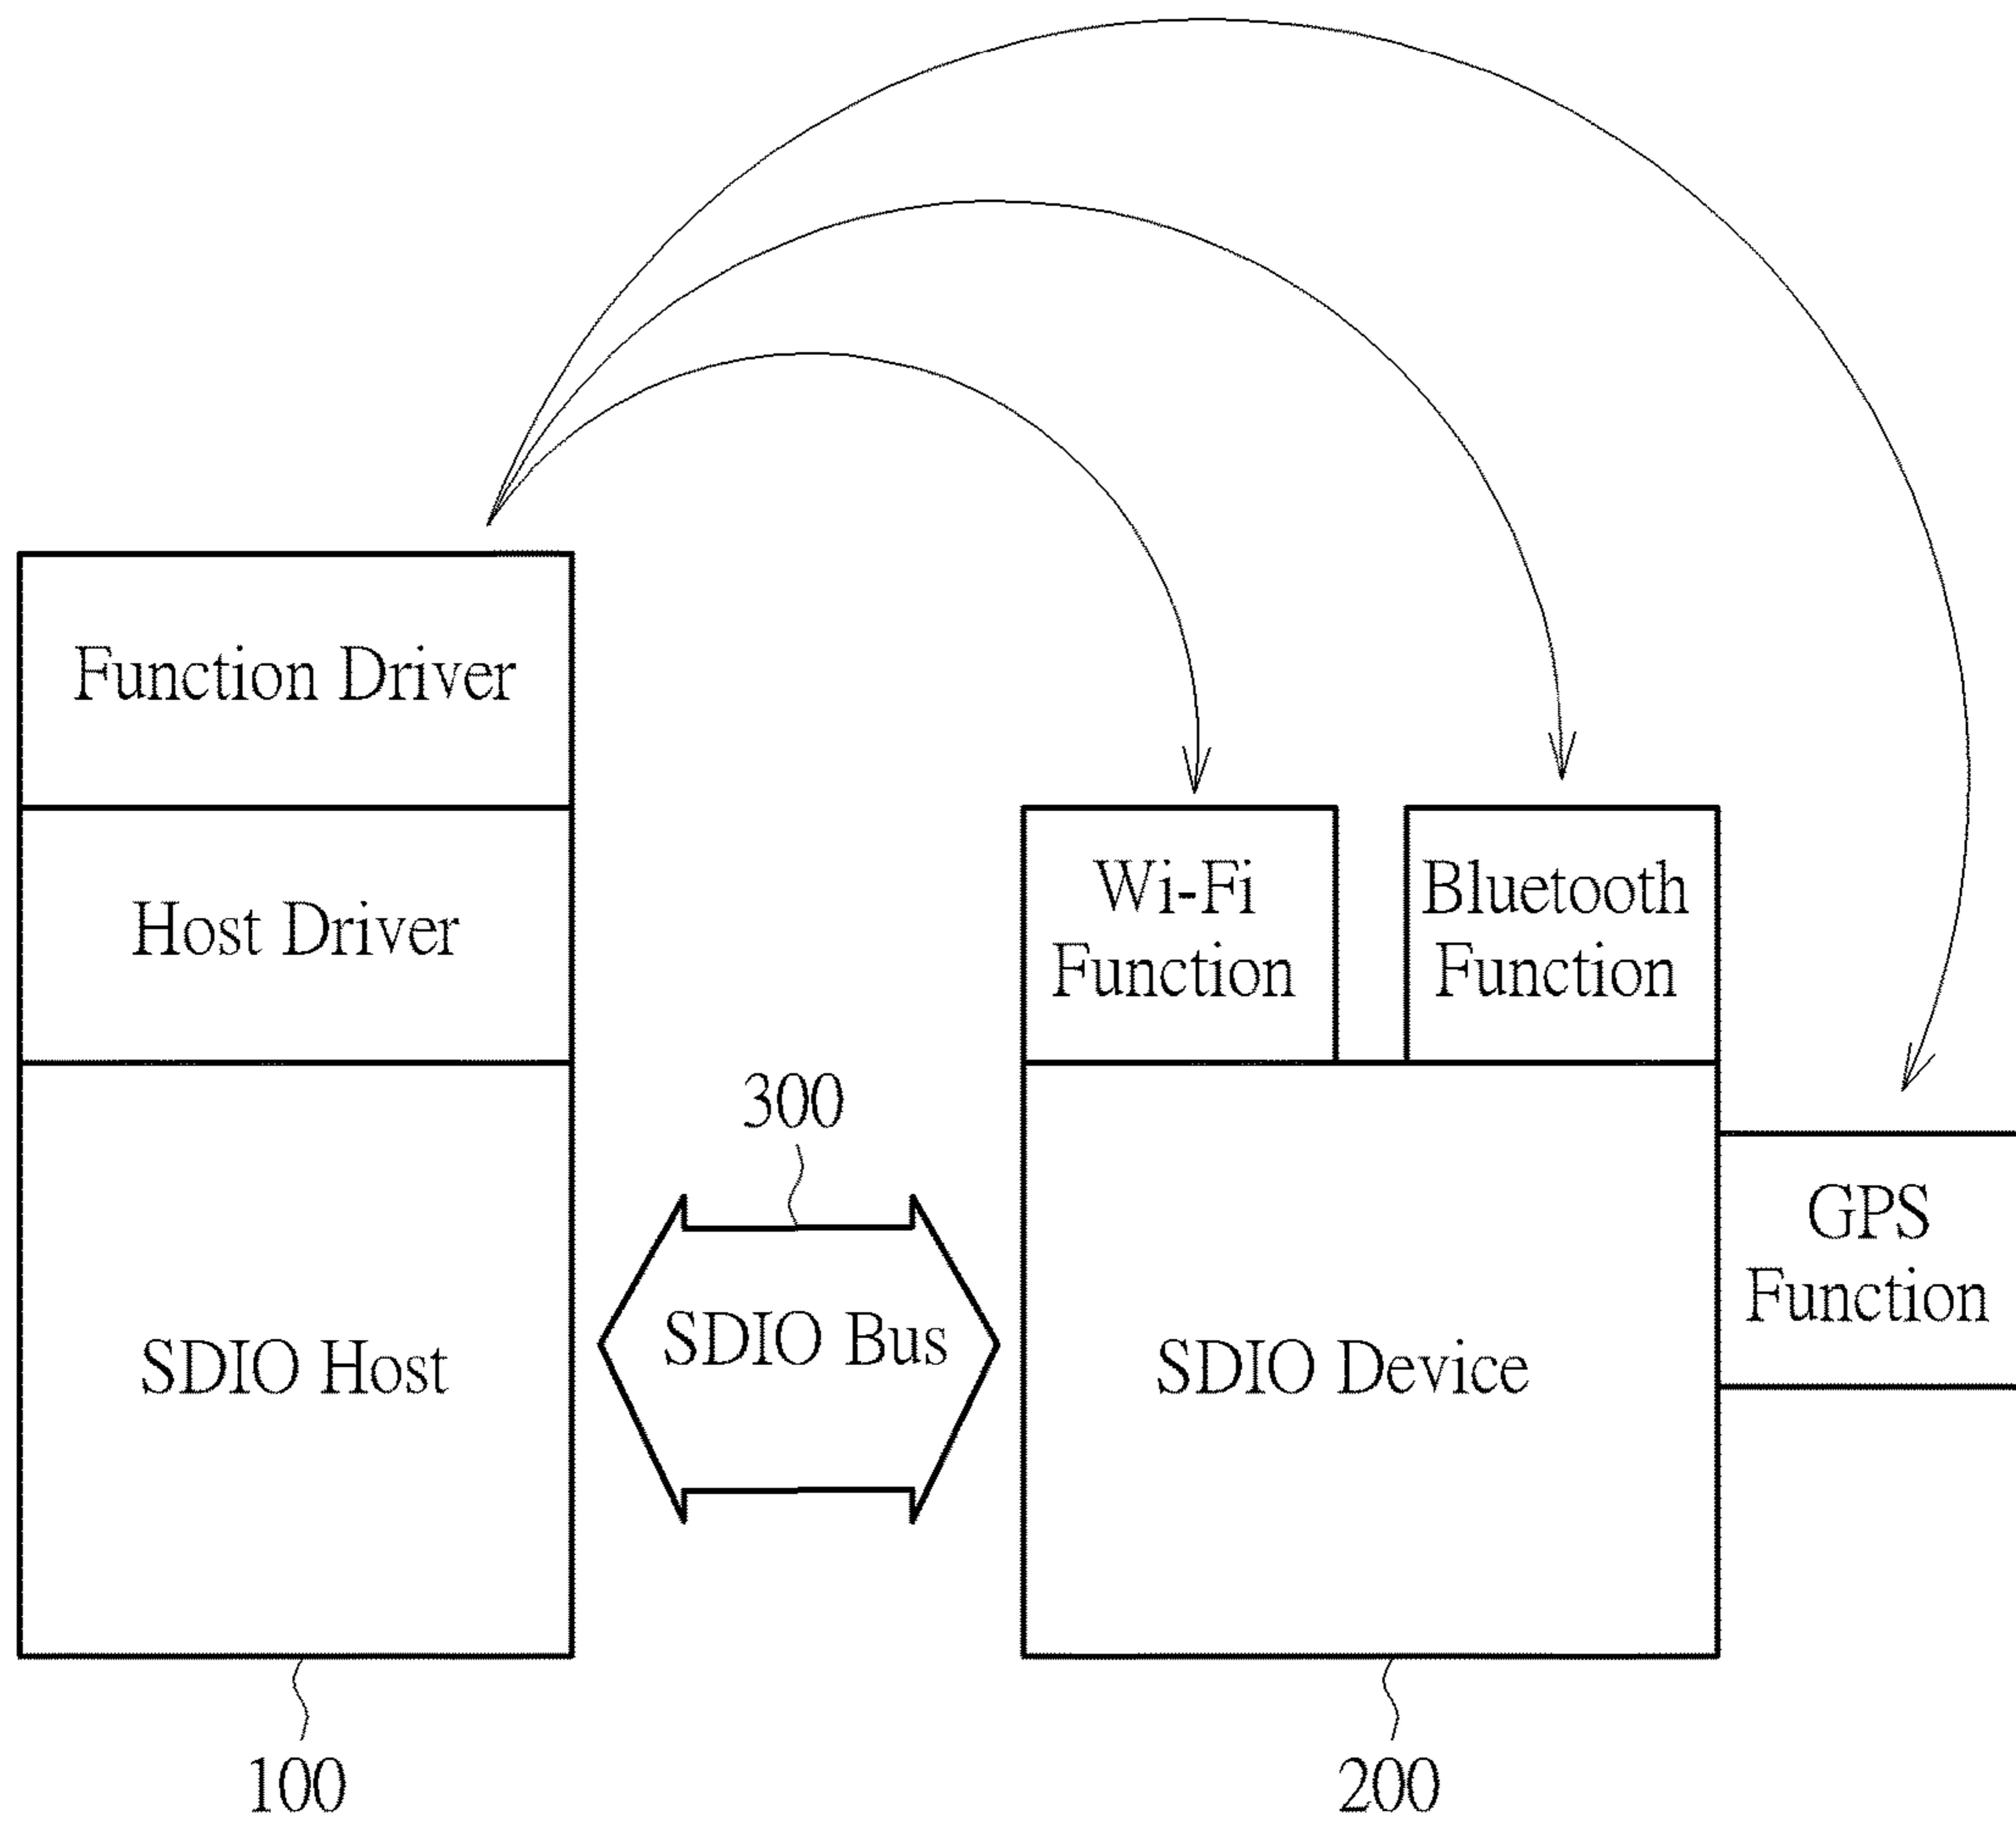 Function Driver
Host Driver
Wi-Fi
Function
Bluetooth
Function
300
GPS
Function
SDIO Host
SDIO Bus
SDIO Device
100
200